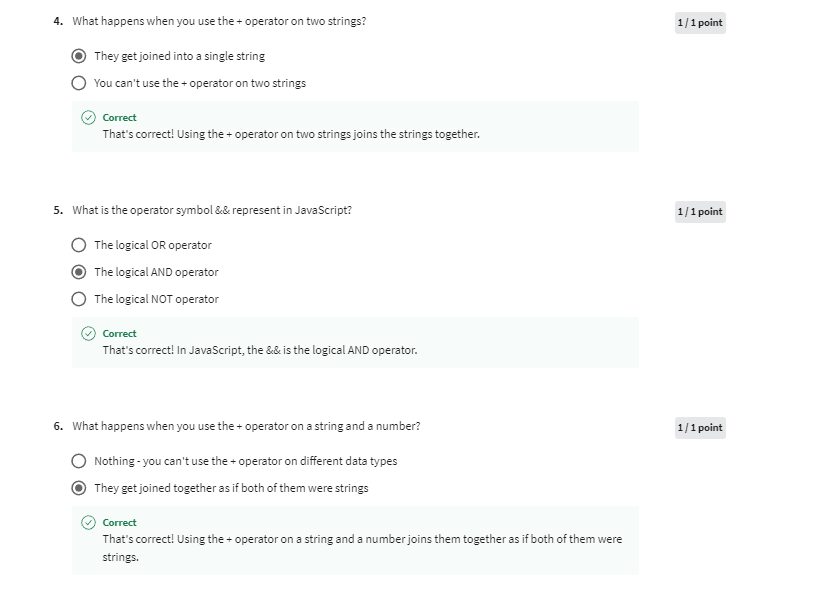 4. What happens when you use the + operator on two strings?
1 / 1 point
They get joined into a single string
You can't use the + operator on two strings
Correct
That's correct! Using the + operator on two strings joins the strings together.
5. What is the operator symbol && represent in JavaScript?
1 / 1 point
The logical OR operator
The logical AND operator
The logical NOT operator
Correct
That's correct! In JavaScript, the && is the logical AND operator.
6. What happens when you use the + operator on a string and a number?
1 / 1 point
Nothing - you can't use the + operator on different data types
They get joined together as if both of them were strings
Correct
That's correct! Using the + operator on a string and a number joins them together as if both of them were
strings.